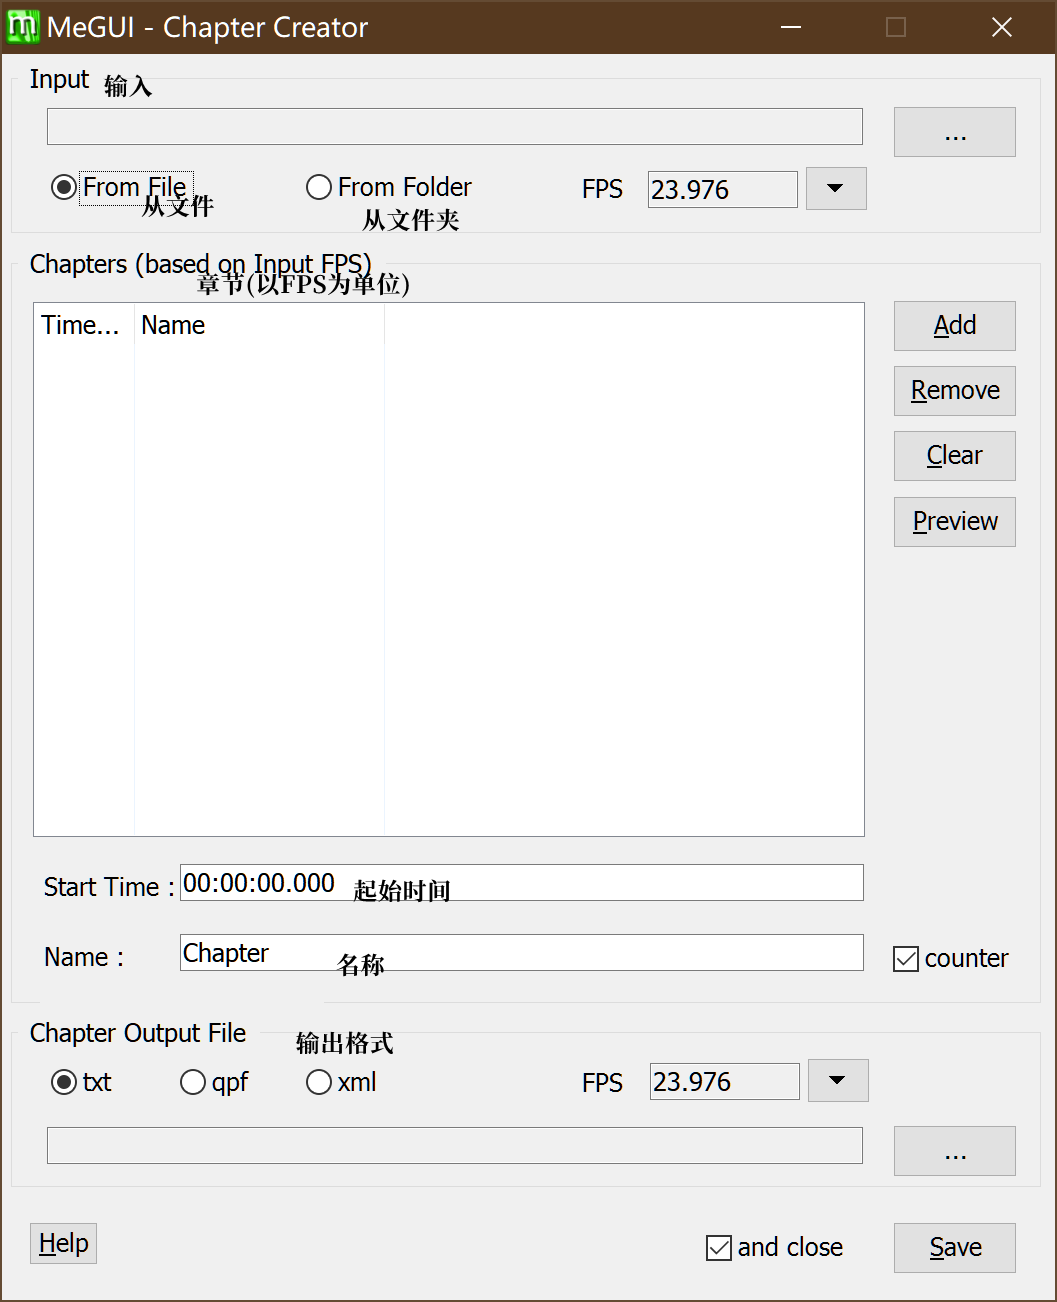 MeGUI - Chapter Creator
Input 输入
...
From File From Folder FPS 23.976
从文件 从文件夹
Chapters (based on Input FPS)
章节(以FPS为单位)
Time... Name
Add
Remove
Clear
Preview
Start Time : 00:00:00.000 起始时间
Name : Chapter 名称 counter
Chapter Output File 输出格式
txt qpf xml FPS 23.976
...
Help and close Save